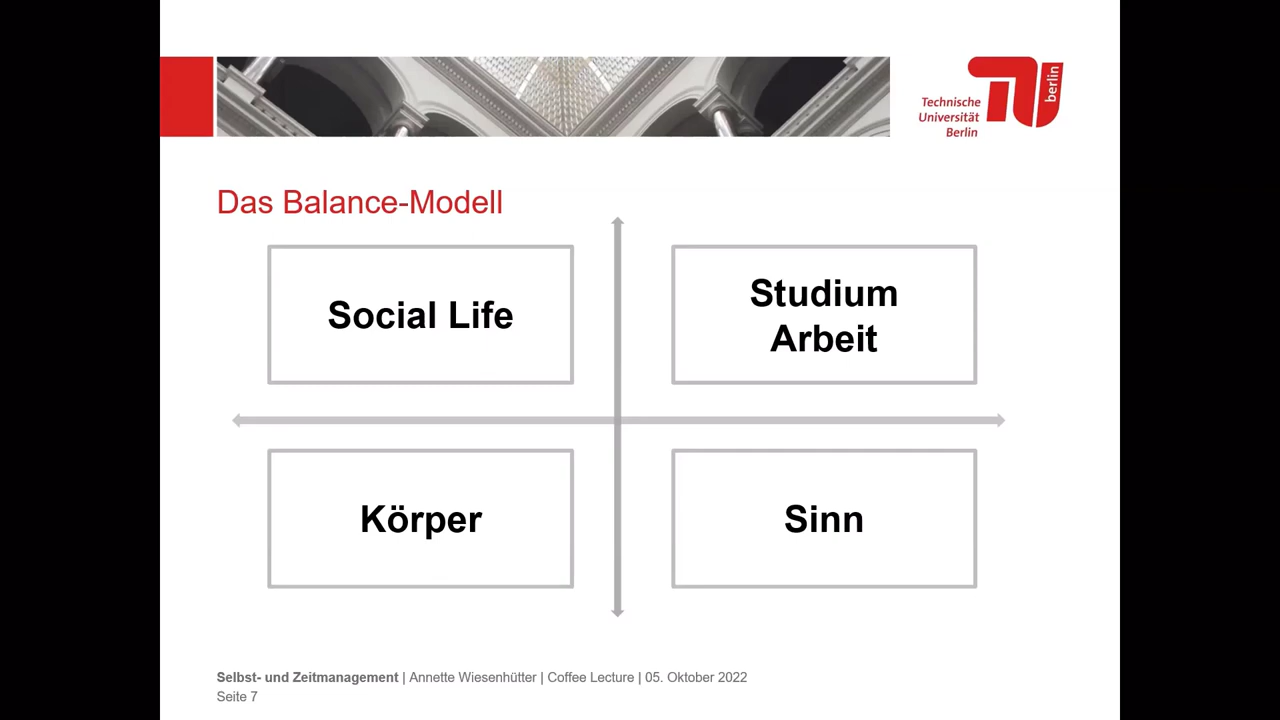 Technische
Universität
Berlin
berlin
Das Balance-Modell
Social Life
Studium
Arbeit
Körper
Sinn
Selbst- und Zeitmanagement | Annette Wiesenhütter | Coffee Lecture | 05. Oktober 2022
Seite 7